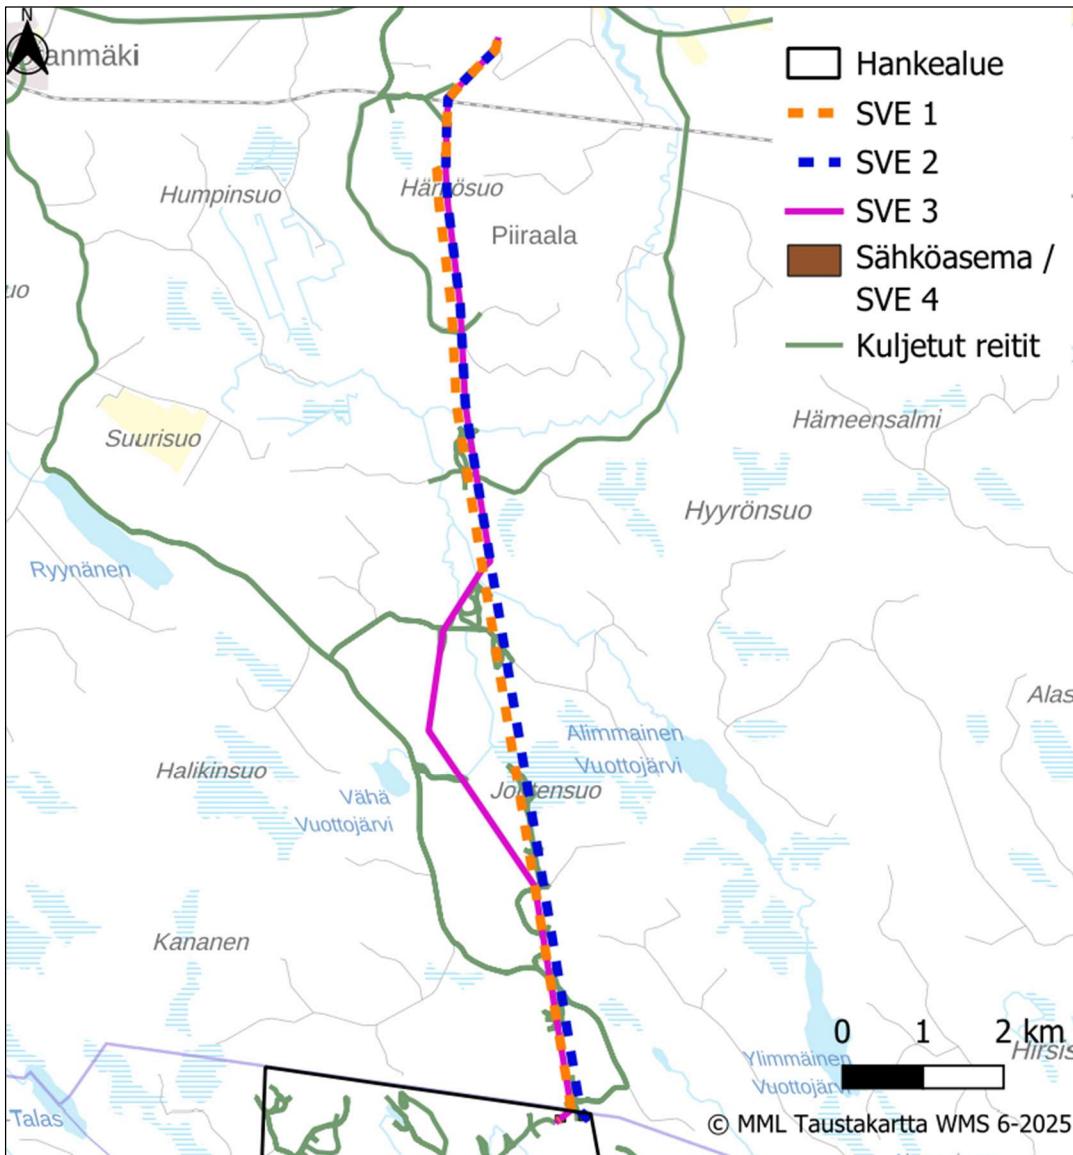 N
anmäki
Hankealue
SVE 1
SVE 2
SVE 3
Sähköasema /
SVE 4
Kuljetut reitit
Humpinsuo
Härkösuo
Piiraala
uo
Suurisuo
Hämeensalmi
Hyyrönsuo
Ryynänen
Alas
Alimmainen
Vuottojärvi
Halikinsuo
Joutensuo
Vähä
Vuottojärvi
Kananen
0 1 2 km
Hirsis
Ylimmäinen
Vuottojärvi
-Talas
© MML Taustakartta WMS 6-2025